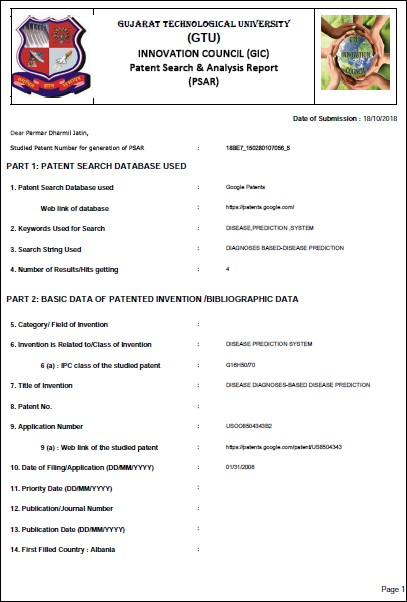 GUJARAT TECHNOLOGICAL UNIVERSITY
(GTU)
INNOVATION COUNCIL (GIC)
Patent Search & Analysis Report
(PSAR)
GTU
INNOVATION
COUNCIL
Date of Submission : 18/10/2018
Dear Parmar Dharmil Jatin,
Studied Patent Number for generation of PSAR : 18BE7_150280107056_5
PART 1: PATENT SEARCH DATABASE USED
1. Patent Search Database used : Google Patents
Web link of database : https://patents.google.com/
2. Keywords Used for Search : DISEASE,PREDICTION ,SYSTEM
3. Search String Used : DIAGNOSES BASED-DISEASE PREDICTION
4. Number of Results/Hits getting : 4
PART 2: BASIC DATA OF PATENTED INVENTION /BIBLIOGRAPHIC DATA
5. Category/ Field of Invention :
6. Invention is Related to/Class of Invention : DISEASE PREDICTION SYSTEM
6 (a) : IPC class of the studied patent : G16H50/70
7. Title of Invention : DISEASE DIAGNOSES-BASED DISEASE PREDICTION
8. Patent No. :
9. Application Number : USOO8504343B2
9 (a) : Web link of the studied patent : https://patents.google.com/patent/US8504343
10. Date of Filing/Application (DD/MM/YYYY) : 01/31/2008
11. Priority Date (DD/MM/YYYY) :
12. Publication/Journal Number :
13. Publication Date (DD/MM/YYYY) :
14. First Filled Country : Albania :
Page 1